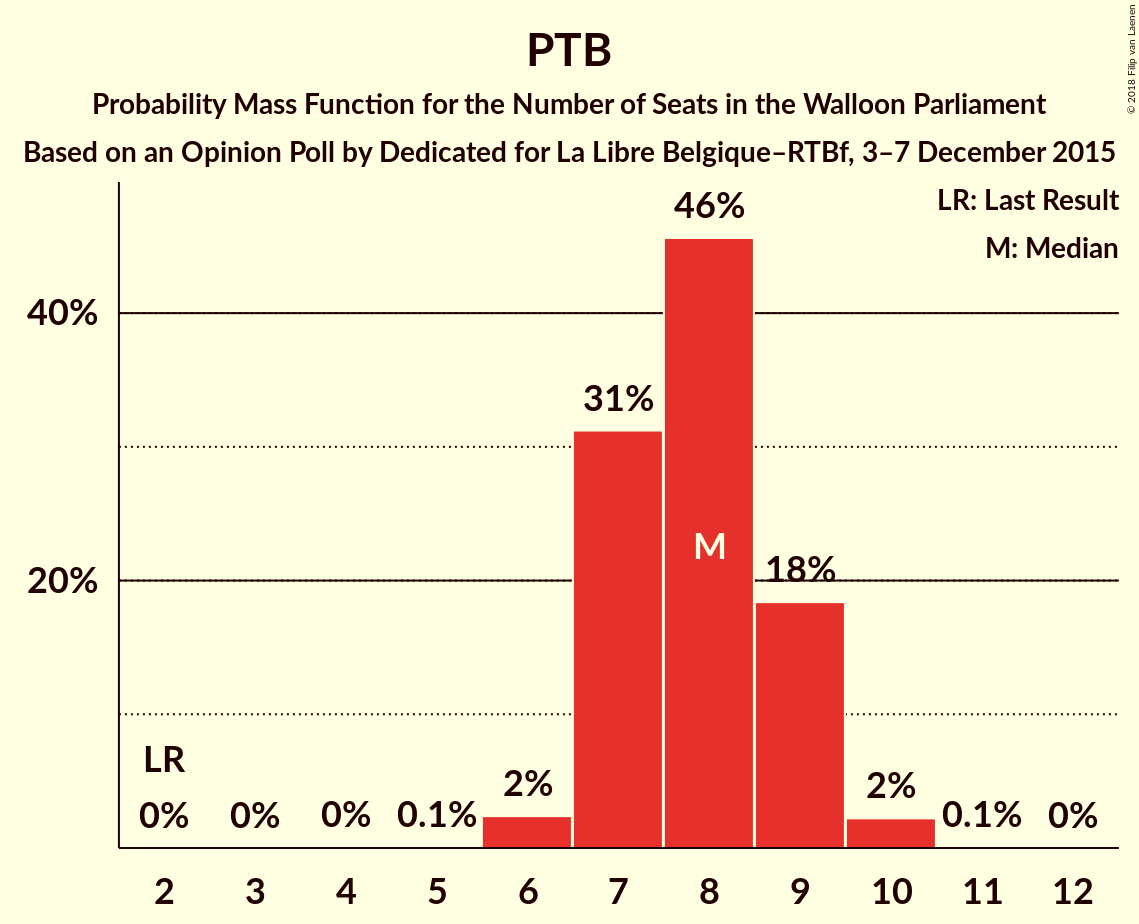 PTB
Probability Mass Function for the Number of Seats in the Walloon Parliament
Based on an Opinion Poll by Dedicated for La Libre Belgique–RTBf, 3–7 December 2015
© 2018 Filip van Laenen
LR: Last Result
M: Median
46%
40%
31%
M
20%
18%
LR
0%
0%
0%
0.1%
2%
2%
0.1%
0%
2 3 4 5 6 7 8 9 10 11 12